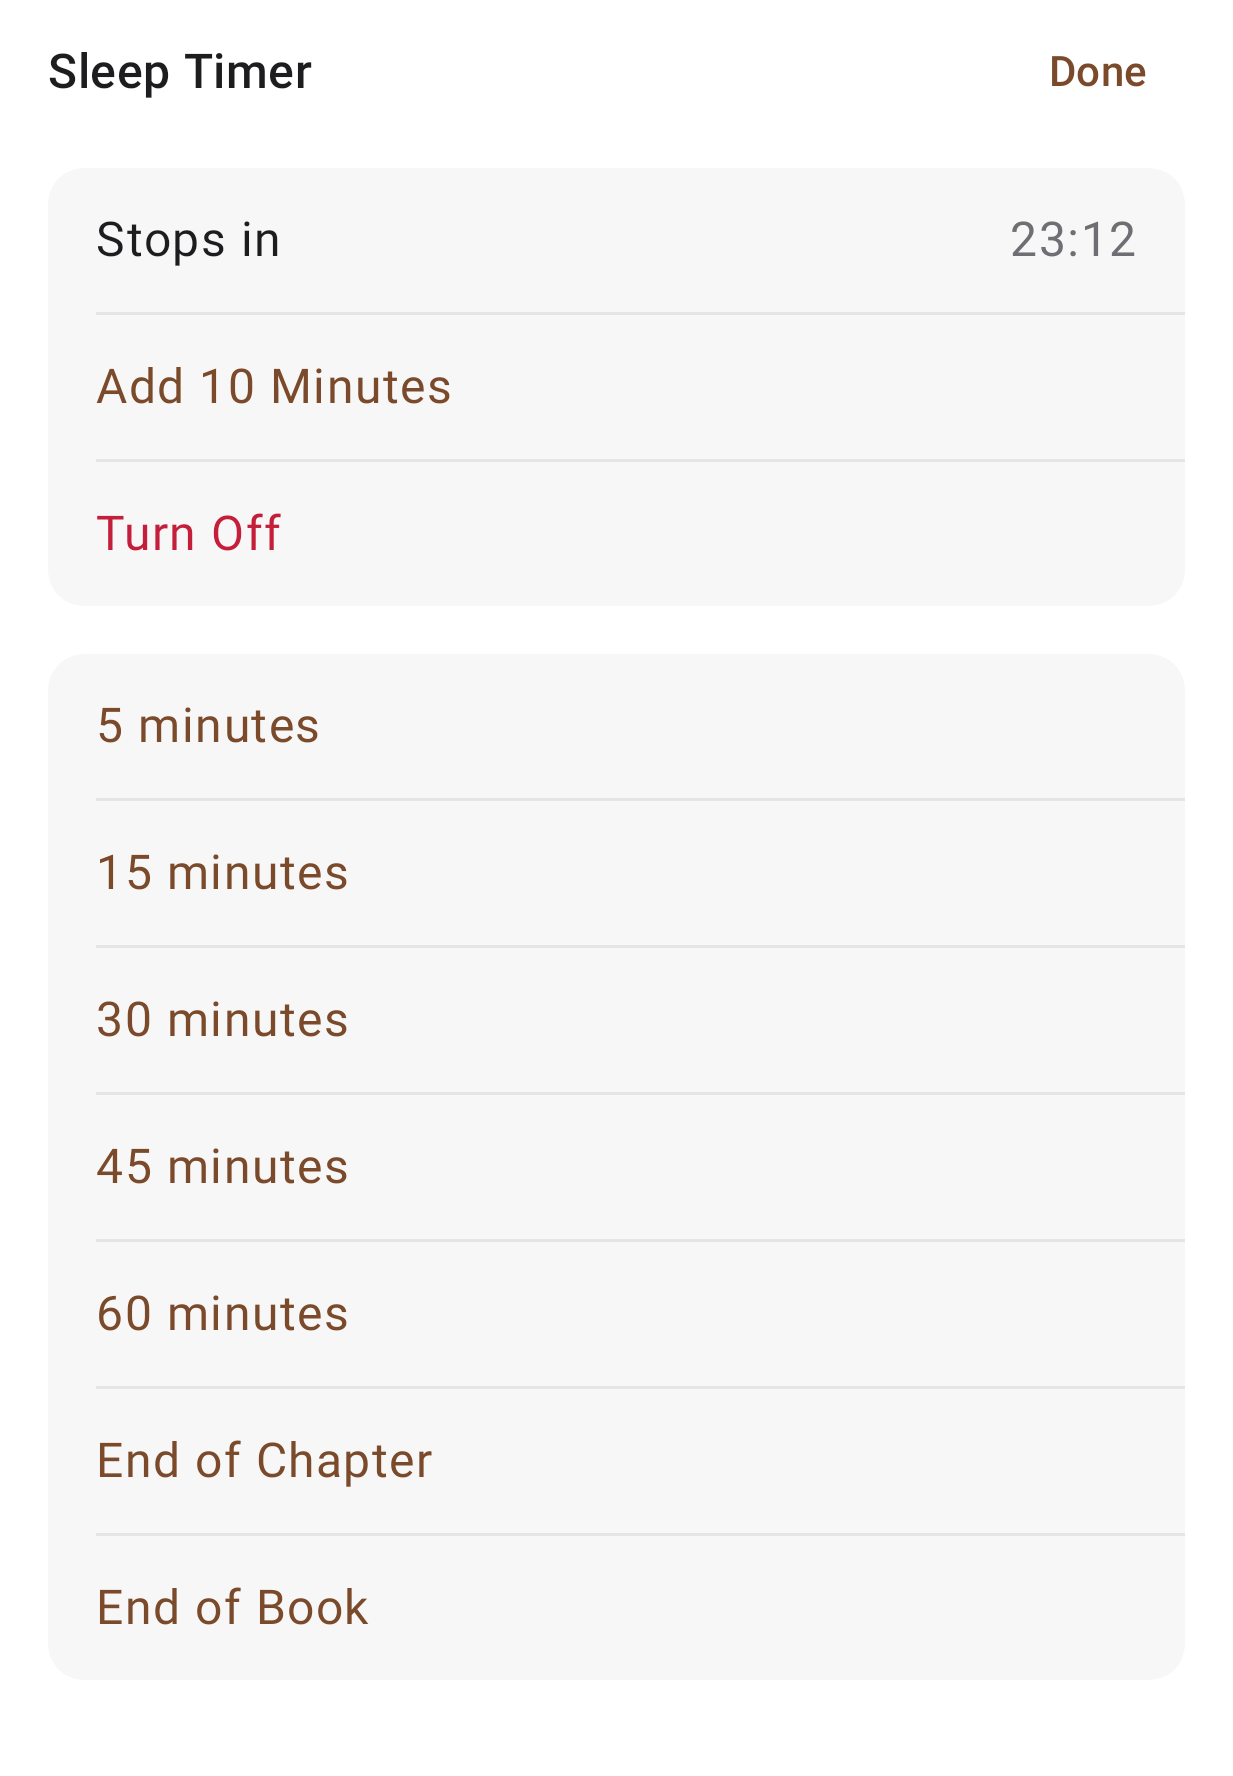 Sleep Timer
Done
Stops in
23:12
Add 10 Minutes
Turn Off
5 minutes
15 minutes
30 minutes
45 minutes
60 minutes
End of Chapter
End of Book